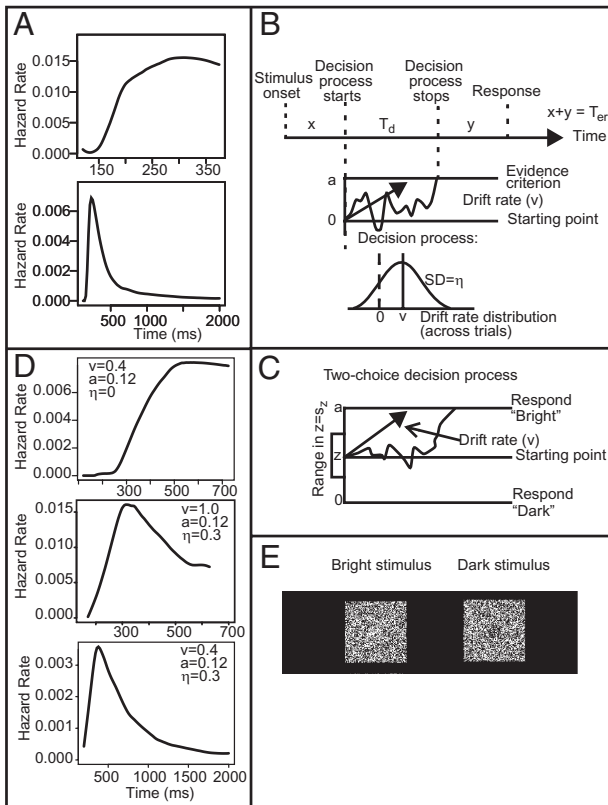 A
Hazard Rate
0.015
0.010
0.005
0.000
150 250 350
Hazard Rate
0.006
0.004
0.002
0.000
500 1000 2000
Time (ms)
B
Stimulus
onset
Decision
process
starts
Decision
process
stops
Response
x+y = Ter
Time
x
Td
y
a
Evidence
criterion
Drift rate (v)
0
Starting point
Decision process:
SD=η
0
v
Drift rate distribution
(across trials)
C
Two-choice decision process
Range in z=sz
a
Respond
"Bright"
Drift rate (v)
z
Starting point
0
Respond
"Dark"
D
v=0.4
a=0.12
η=0
Hazard Rate
0.006
0.004
0.002
0.000
300 500 700
v=1.0
a=0.12
η=0.3
Hazard Rate
0.015
0.010
0.005
0.000
300 500 700
v=0.4
a=0.12
η=0.3
Hazard Rate
0.003
0.002
0.001
0.000
500 1000 1500 2000
Time (ms)
E
Bright stimulus
Dark stimulus